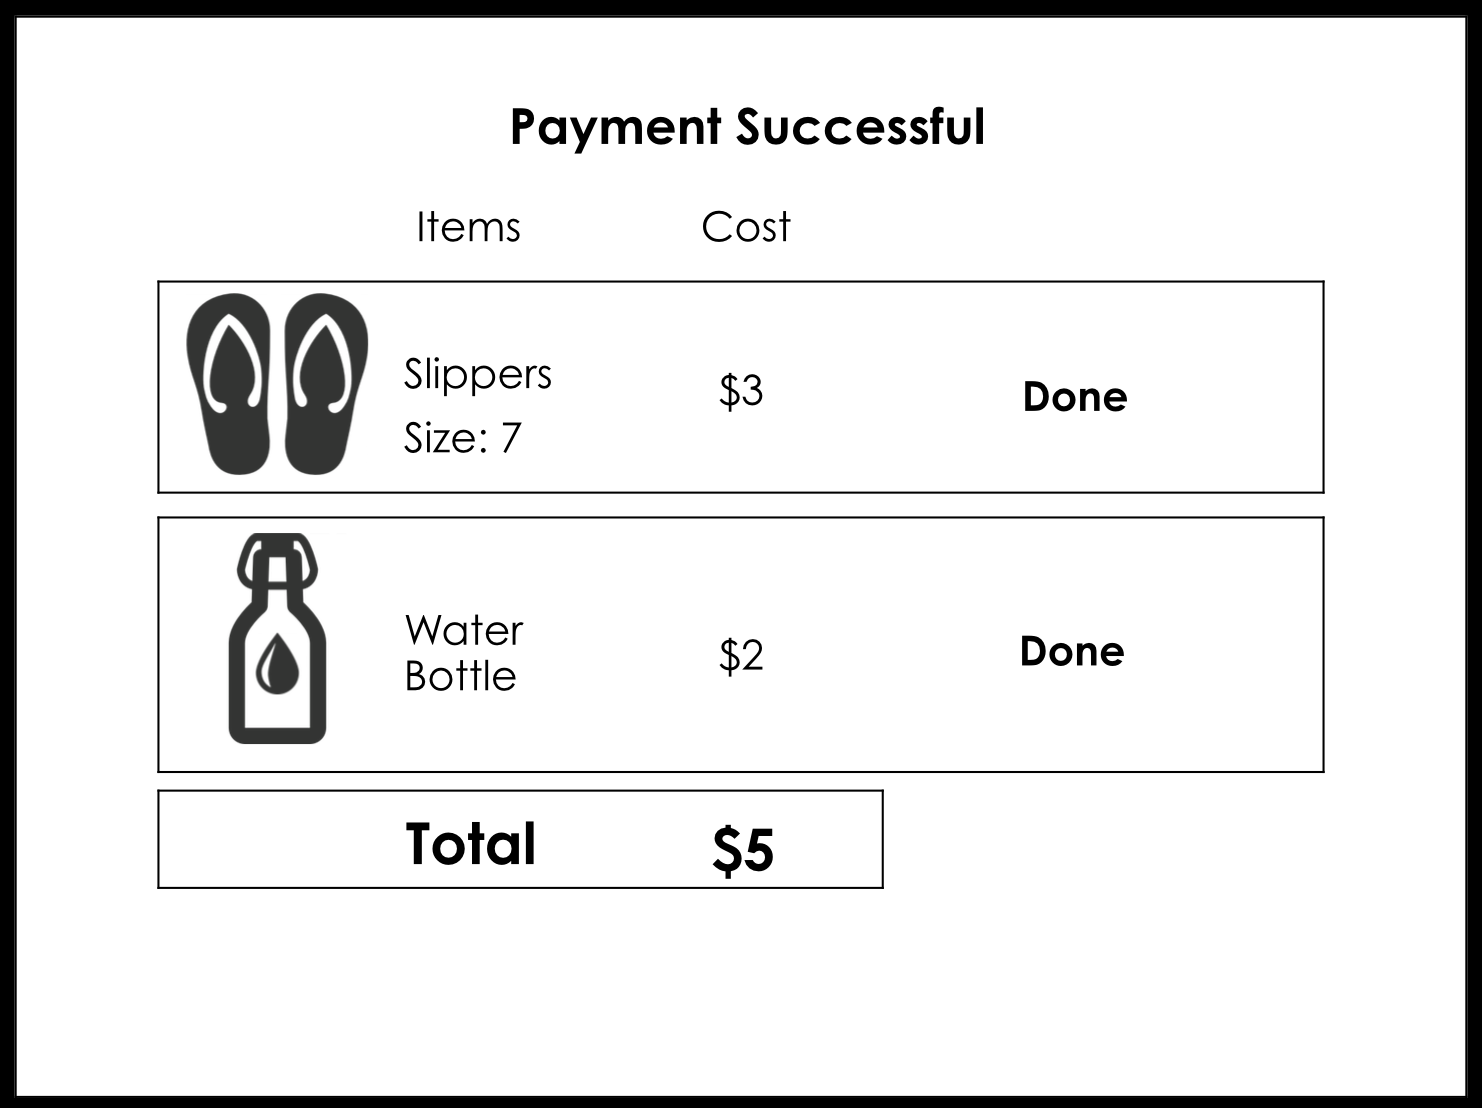 Payment Successful
Items Cost
Slippers
Size: 7
$3
Done
Water
Bottle
$2
Done
Total $5